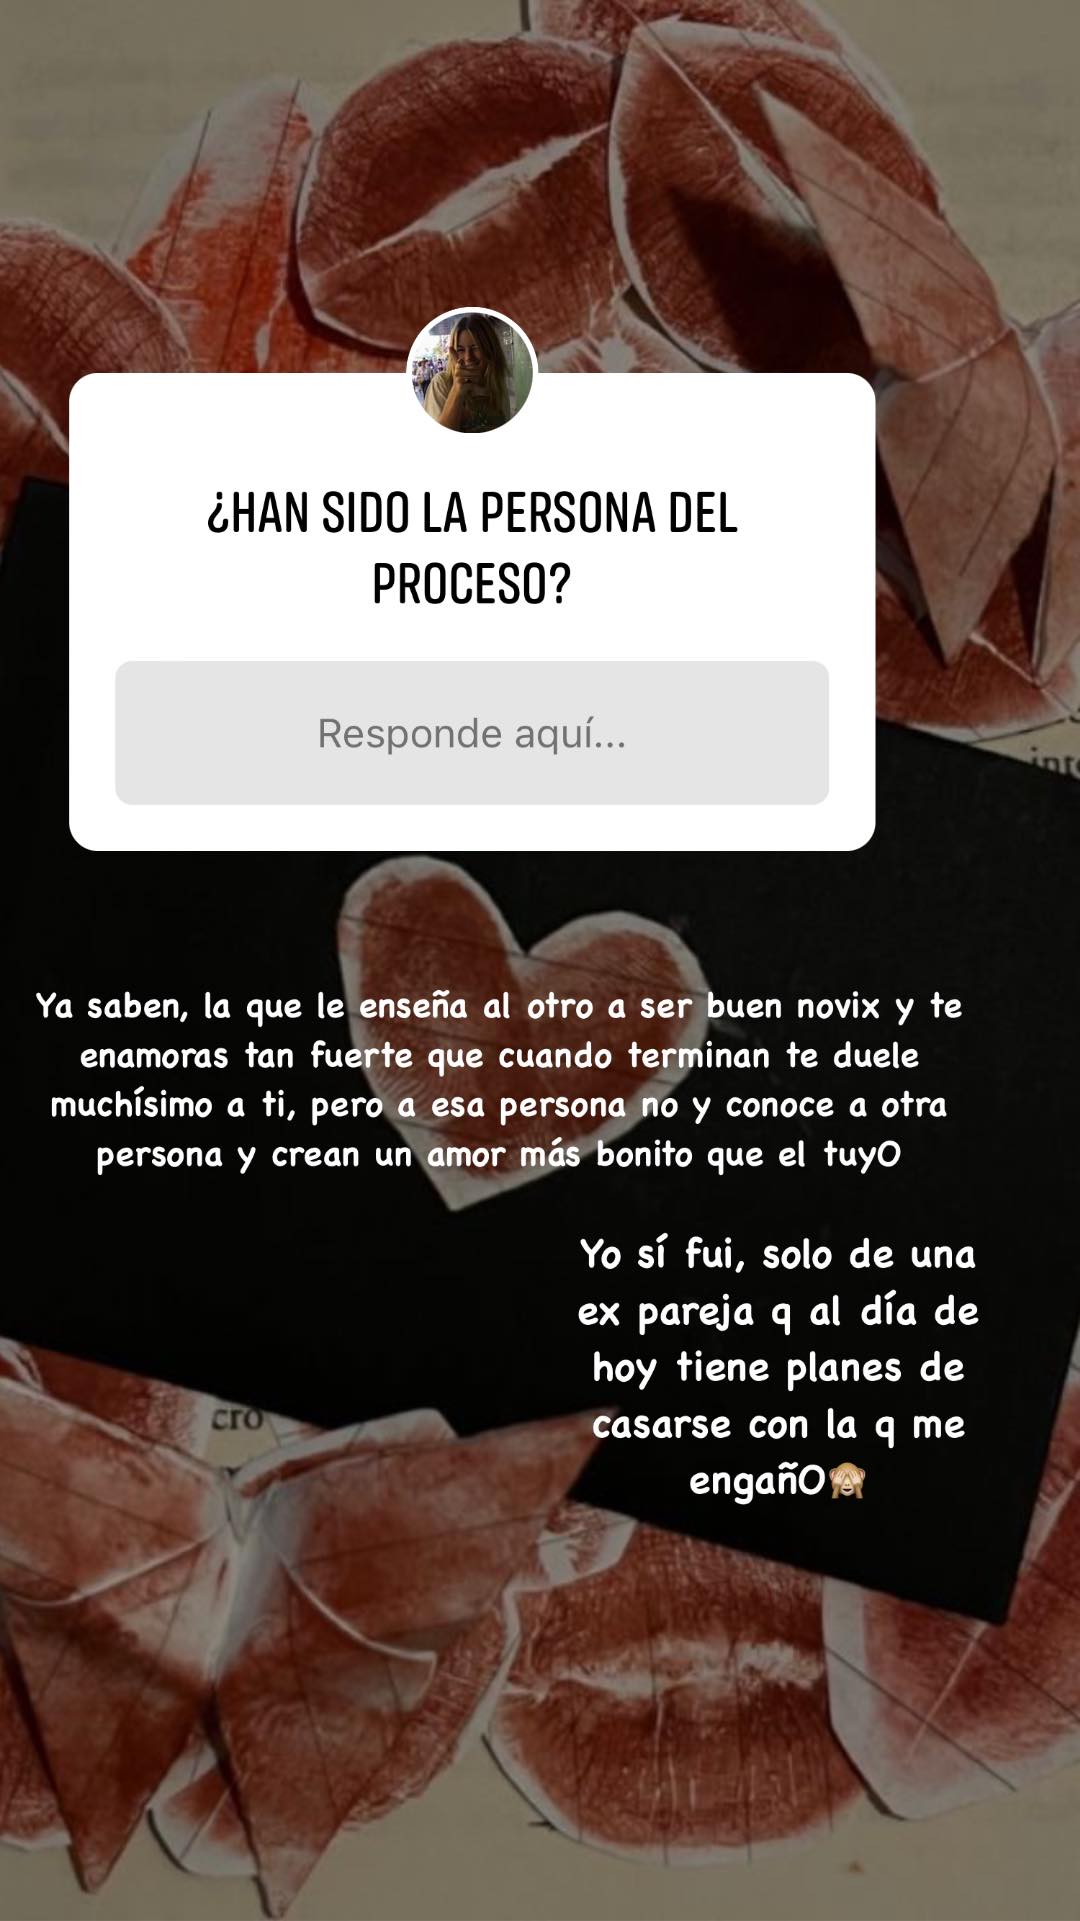 ¿HAN SIDO LA PERSONA DEL
PROCESO?
Responde aquí...
Ya saben, la que le enseña al otro a ser buen novix y te
enamoras tan fuerte que cuando terminan te duele
muchísimo a ti, pero a esa persona no y conoce a otra
persona y crean un amor más bonito que el tuyO
Yo sí fui, solo de una
ex pareja q al día de
hoy tiene planes de
casarse con la q me
engañO🙈
cro